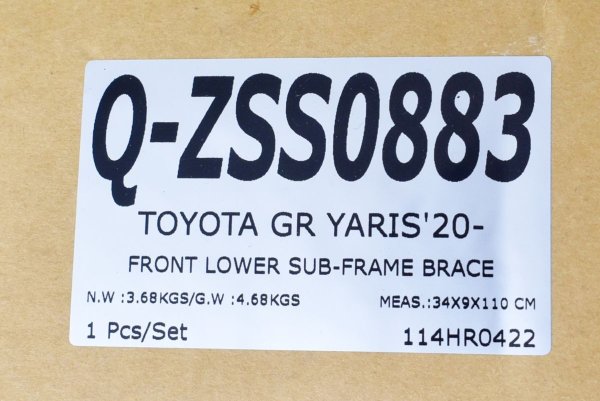 Q-ZSS0883
TOYOTA GR YARIS'20-
FRONT LOWER SUB-FRAME BRACE
N.W :3.68KGS/G.W :4.68KGS MEAS.:34X9X110 CM
1 Pcs/Set 114HR0422